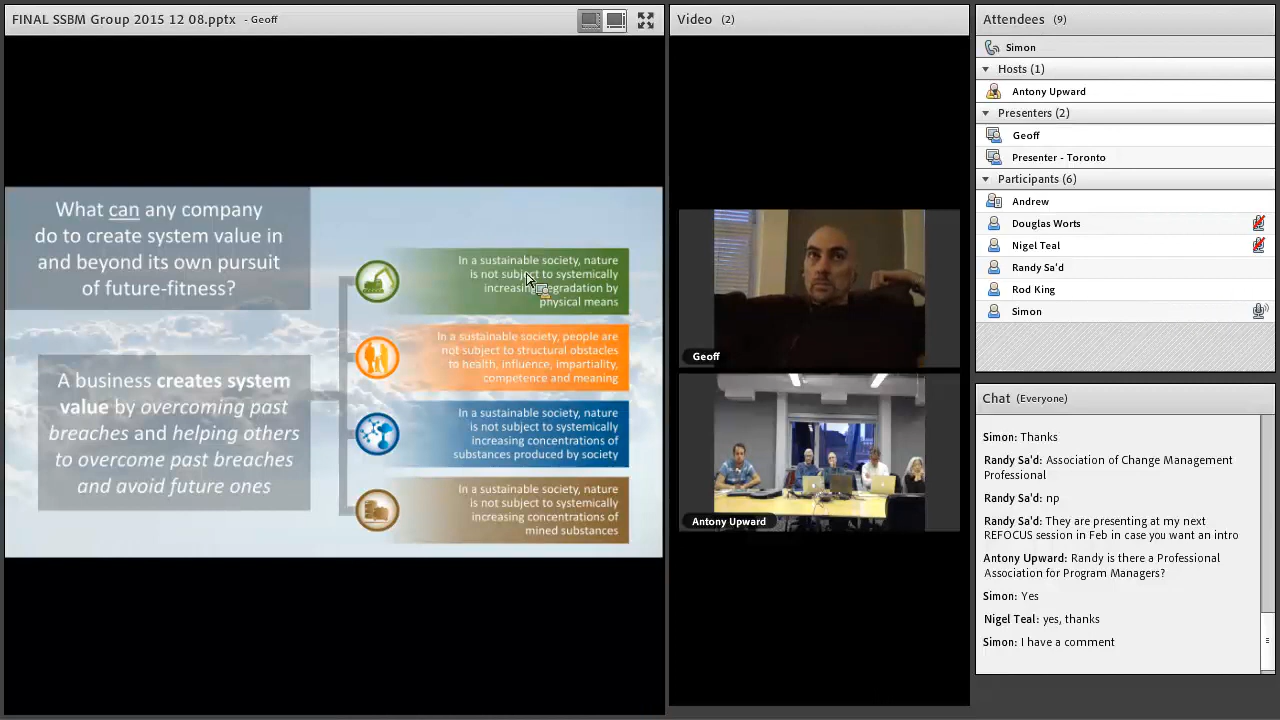 FINAL SSBM Group 2015 12 08.pptx - Geoff
What can any company
do to create system value in
and beyond its own pursuit
of future-fitness?
A business creates system
value by overcoming past
breaches and helping others
to overcome past breaches
and avoid future ones
In a sustainable society, nature
is not subject to systemically
increasing degradation by
physical means
In a sustainable society, people are
not subject to structural obstacles
to health, influence, impartiality,
competence and meaning
In a sustainable society, nature
is not subject to systemically
increasing concentrations of
substances produced by society
In a sustainable society, nature
is not subject to systemically
increasing concentrations of
mined substances
Video (2)
Geoff
Antony Upward
Attendees (9)
Simon
Hosts (1)
Antony Upward
Presenters (2)
Geoff
Presenter - Toronto
Participants (6)
Andrew
Douglas Worts
Nigel Teal
Randy Sa'd
Rod King
Simon
Chat (Everyone)
Simon: Thanks
Randy Sa'd: Association of Change Management
Professional
Randy Sa'd: np
Randy Sa'd: They are presenting at my next
REFOCUS session in Feb in case you want an intro
Antony Upward: Randy is there a Professional
Association for Program Managers?
Simon: Yes
Nigel Teal: yes, thanks
Simon: I have a comment